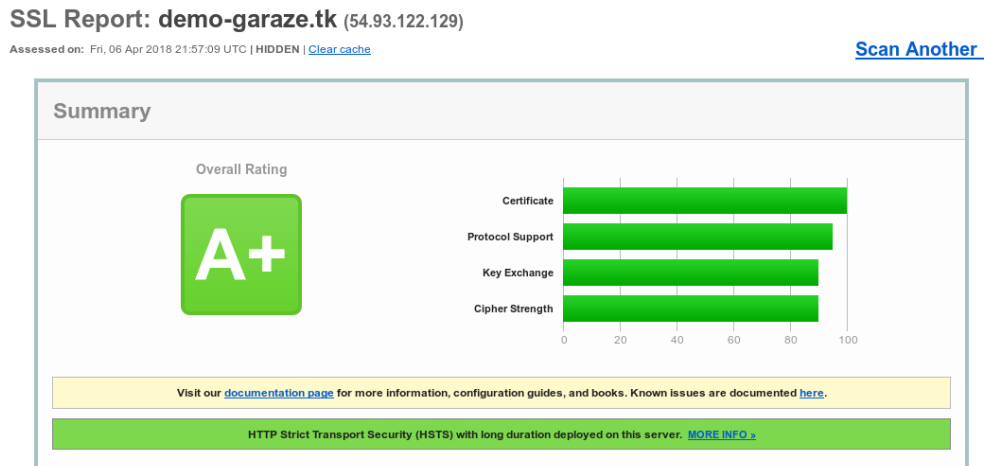 SSL Report: demo-garaze.tk (54.93.122.129)
Assessed on: Fri, 06 Apr 2018 21:57:09 UTC | HIDDEN | Clear cache
Scan Another
Summary
Overall Rating
A+
Certificate
Protocol Support
Key Exchange
Cipher Strength
0 20 40 60 80 100
Visit our documentation page for more information, configuration guides, and books. Known issues are documented here.
HTTP Strict Transport Security (HSTS) with long duration deployed on this server. MORE INFO »